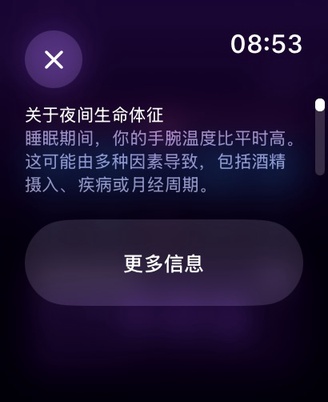 08:53
关于夜间生命体征
睡眠期间，你的手腕温度比平时高。
这可能由多种因素导致，包括酒精
摄入、疾病或月经周期。
更多信息